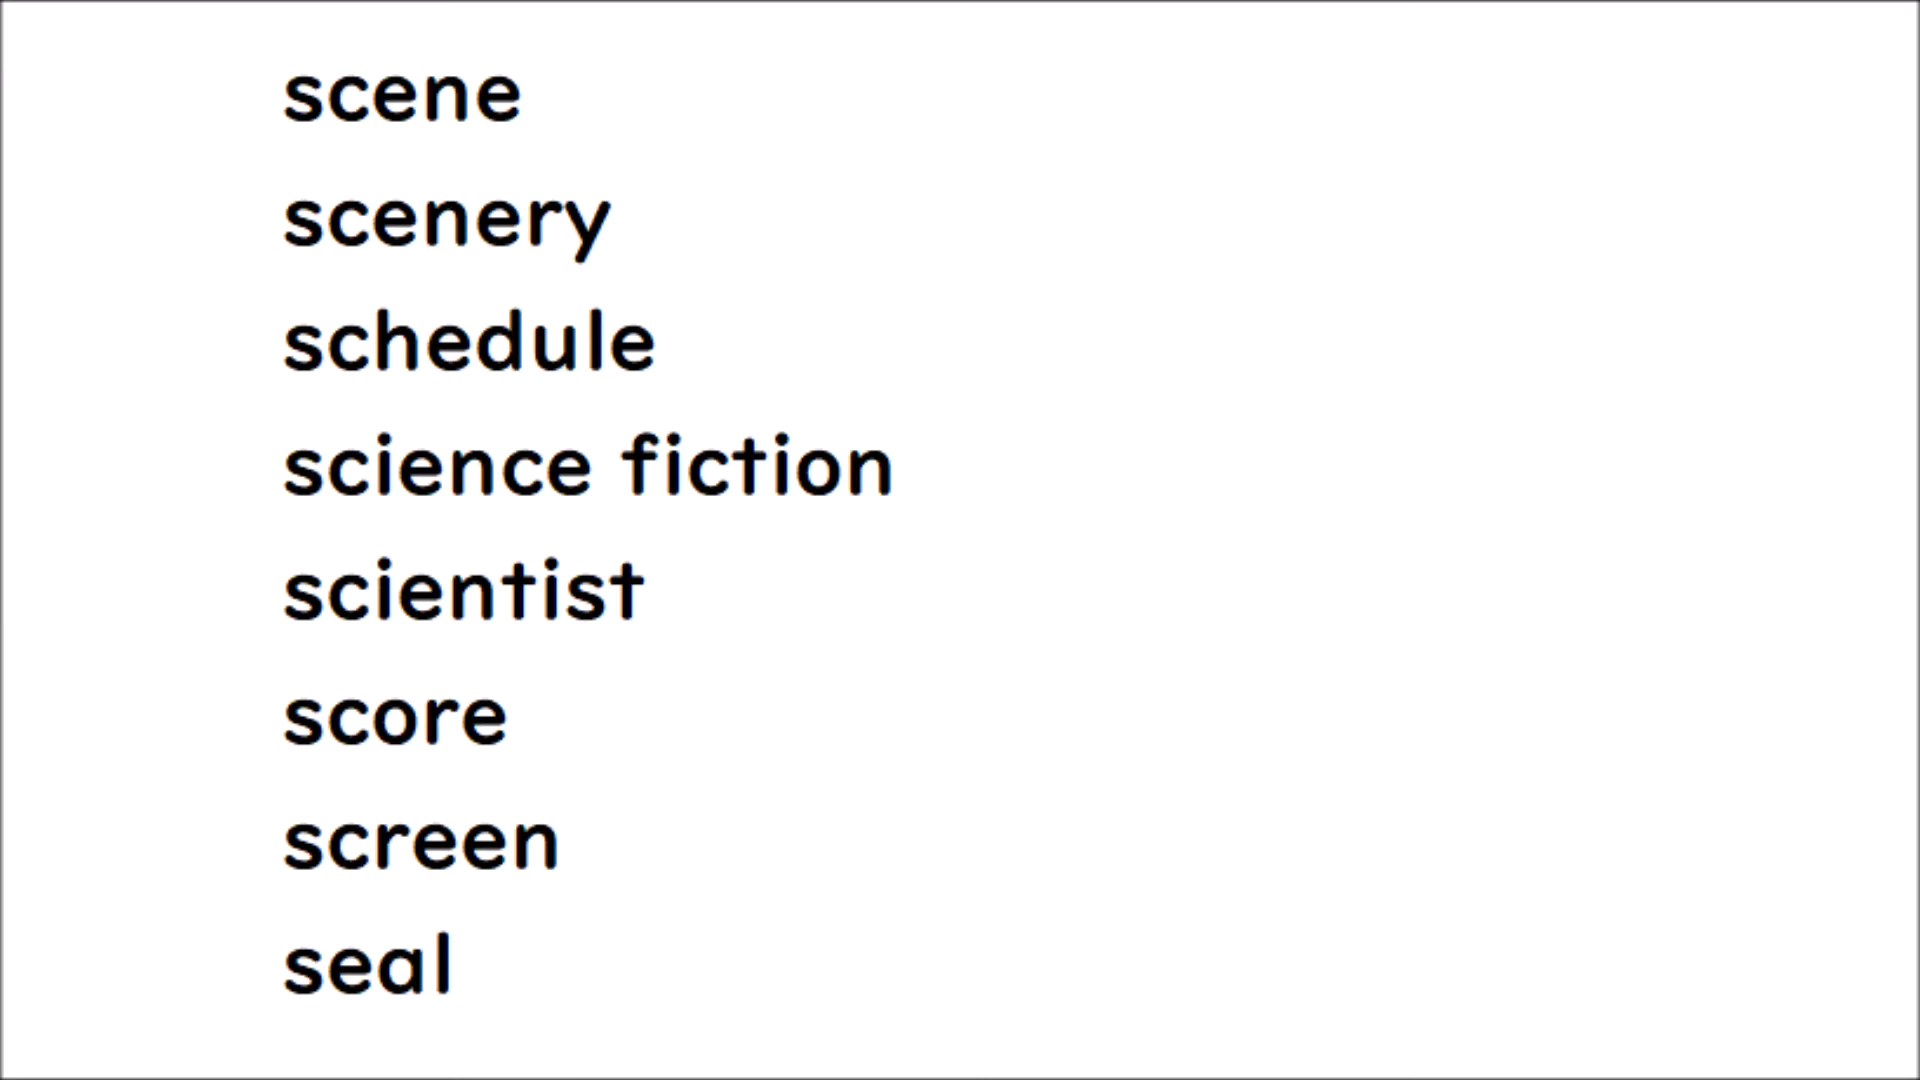 scene
scenery
schedule
science fiction
scientist
score
screen
seal